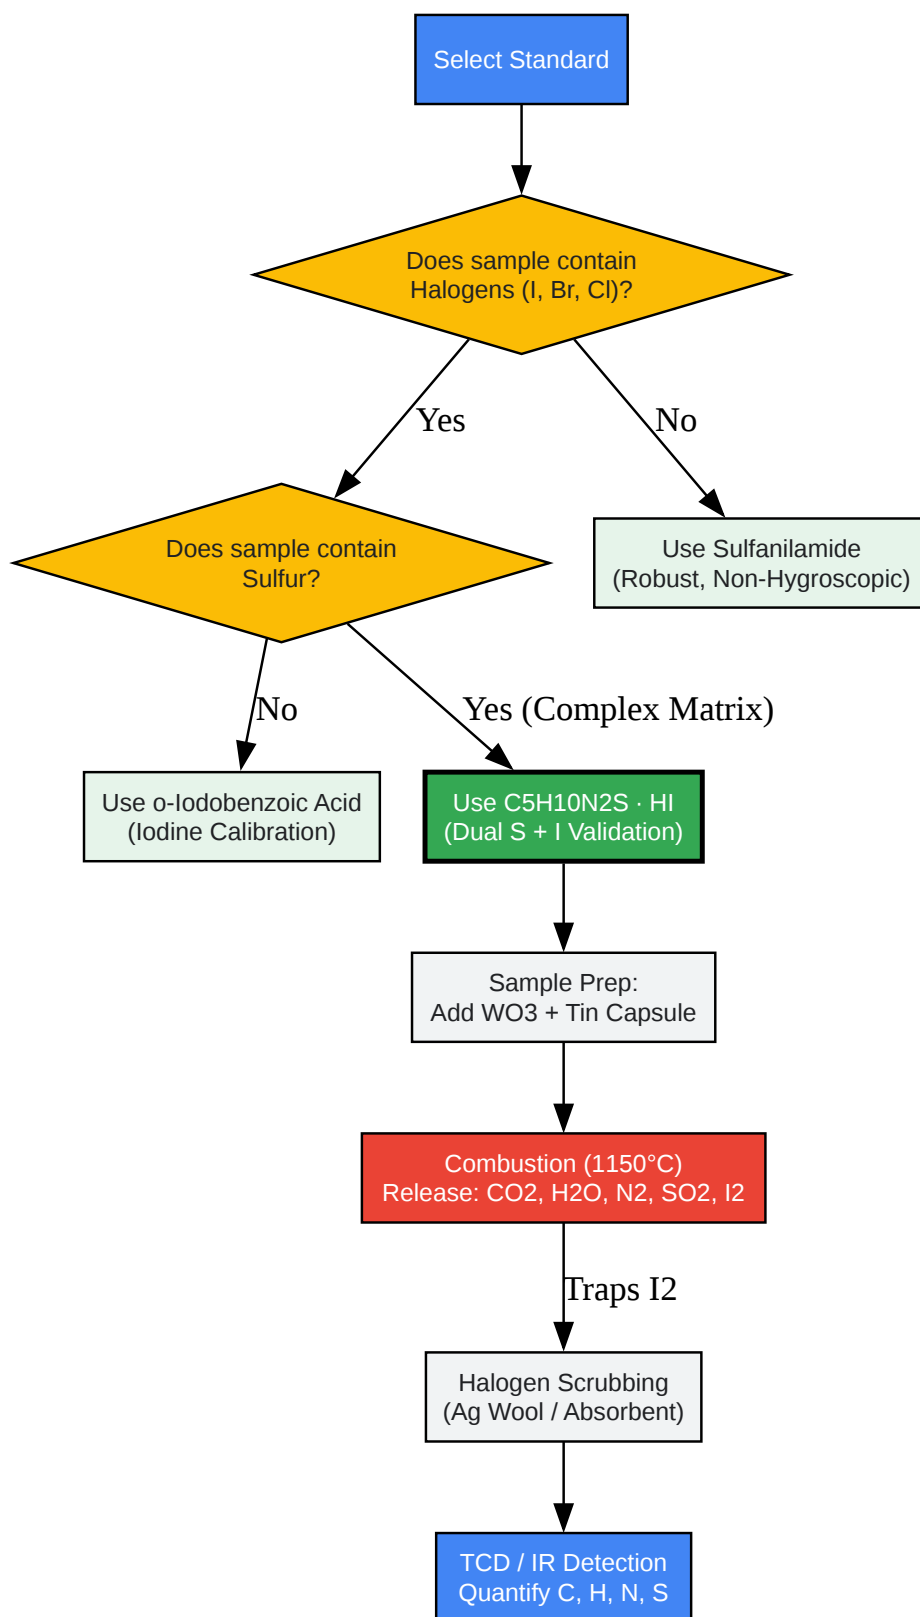 Select Standard
Does sample contain
Halogens (I, Br, Cl)?
Yes
No
Does sample contain
Sulfur?
Use Sulfanilamide
(Robust, Non-Hygroscopic)
No
Yes (Complex Matrix)
Use o-Iodobenzoic Acid
(Iodine Calibration)
Use C5H10N2S · HI
(Dual S + I Validation)
Sample Prep:
Add WO3 + Tin Capsule
Combustion (1150°C)
Release: CO2, H2O, N2, SO2, I2
Traps I2
Halogen Scrubbing
(Ag Wool / Absorbent)
TCD / IR Detection
Quantify C, H, N, S